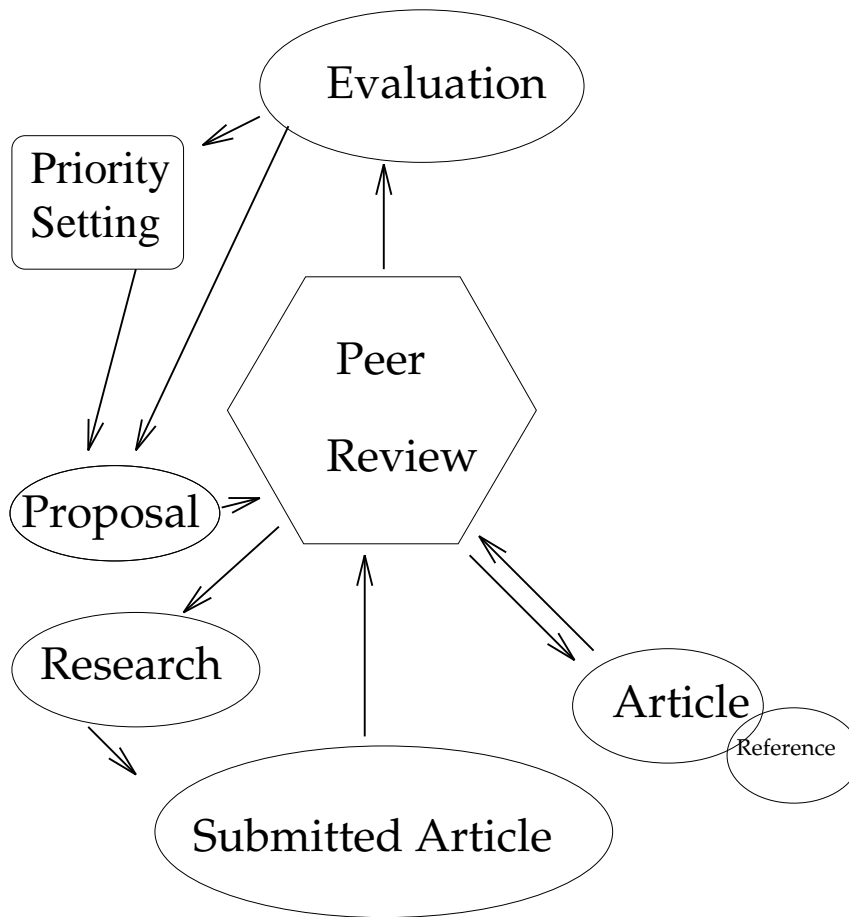 Evaluation
Priority
Setting
Peer
Review
Proposal
Research
Article
Reference
Submitted Article